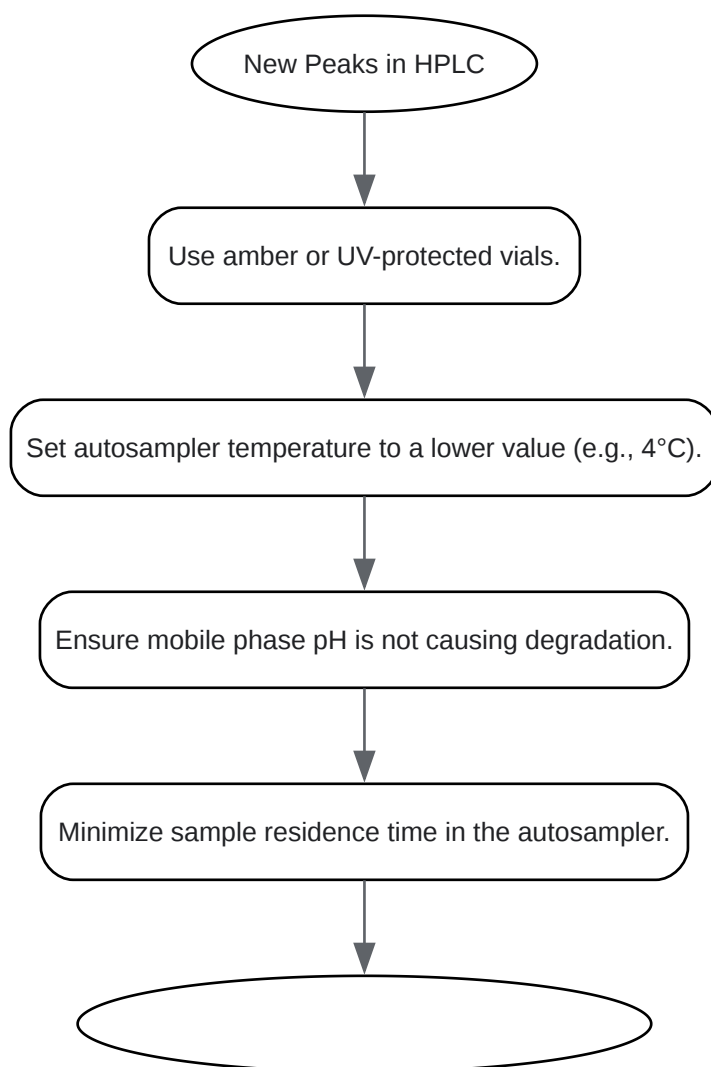 New Peaks in HPLC
Use amber or UV-protected vials.
Set autosampler temperature to a lower value (e.g., 4°C).
Ensure mobile phase pH is not causing degradation.
Minimize sample residence time in the autosampler.